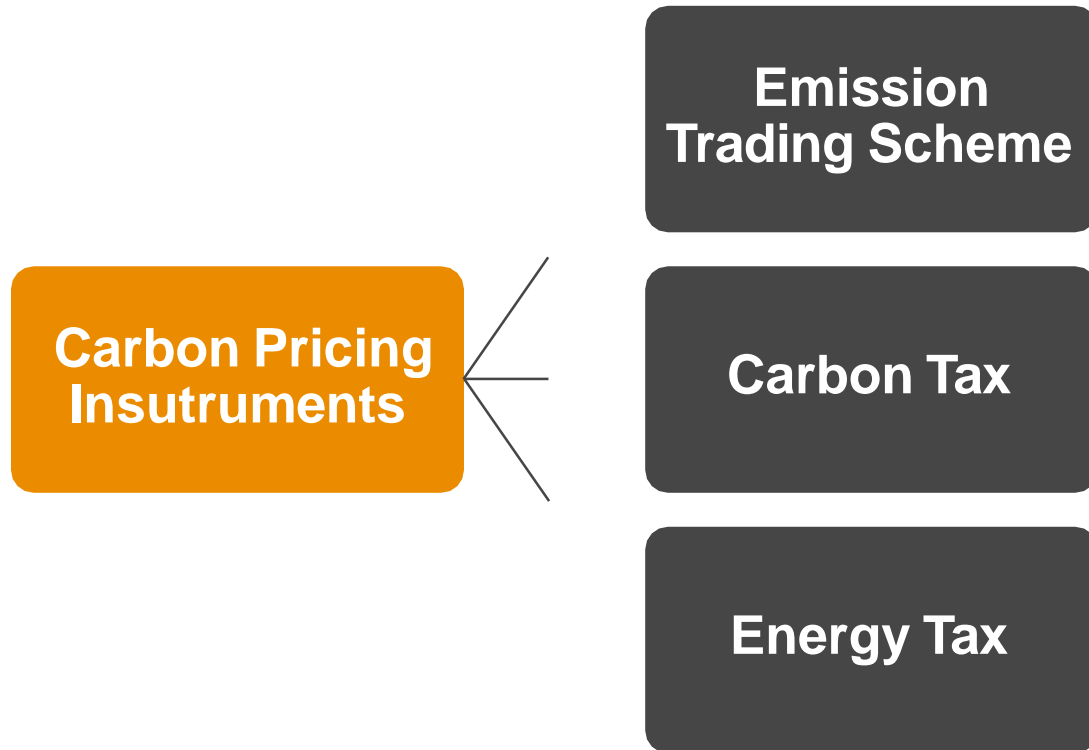 Emission
Trading Scheme
Carbon Pricing
Insutruments
Carbon Tax
Energy Tax